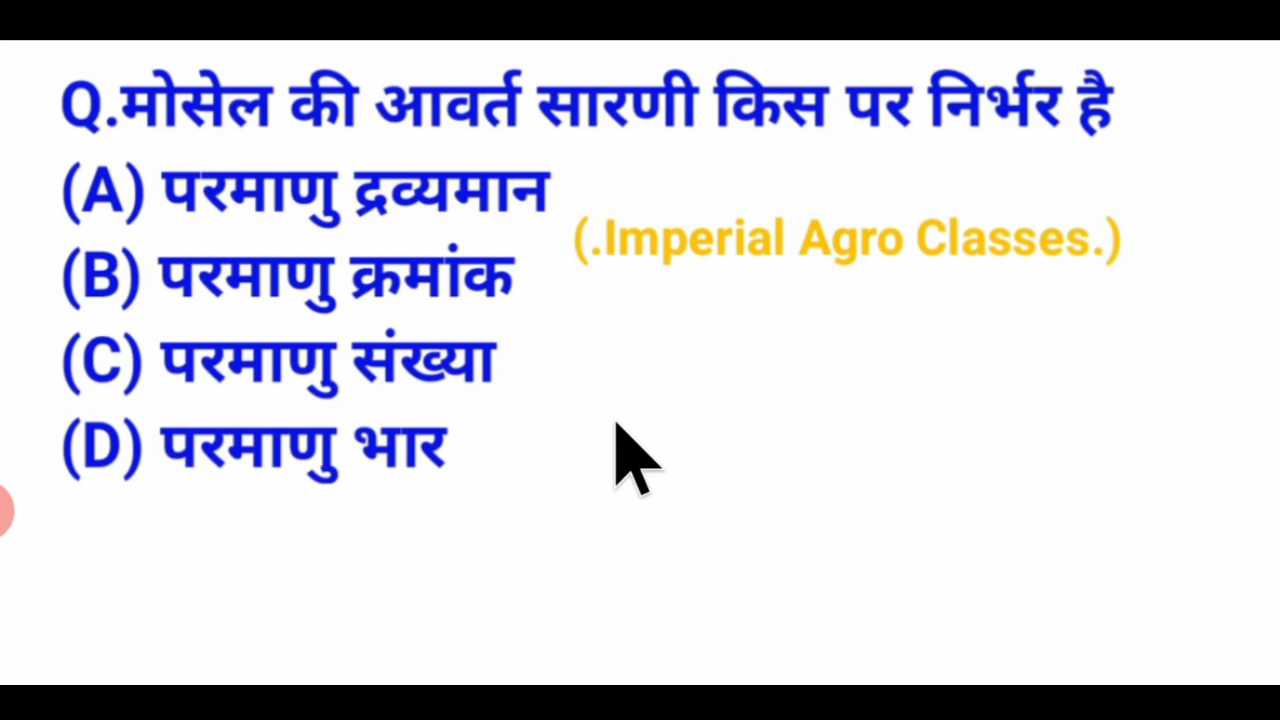 Q.मोसेल की आवर्त सारणी किस पर निर्भर है
(A) परमाणु द्रव्यमान
(.Imperial Agro Classes.)
(B) परमाणु क्रमांक
(C) परमाणु संख्या
(D) परमाणु भार